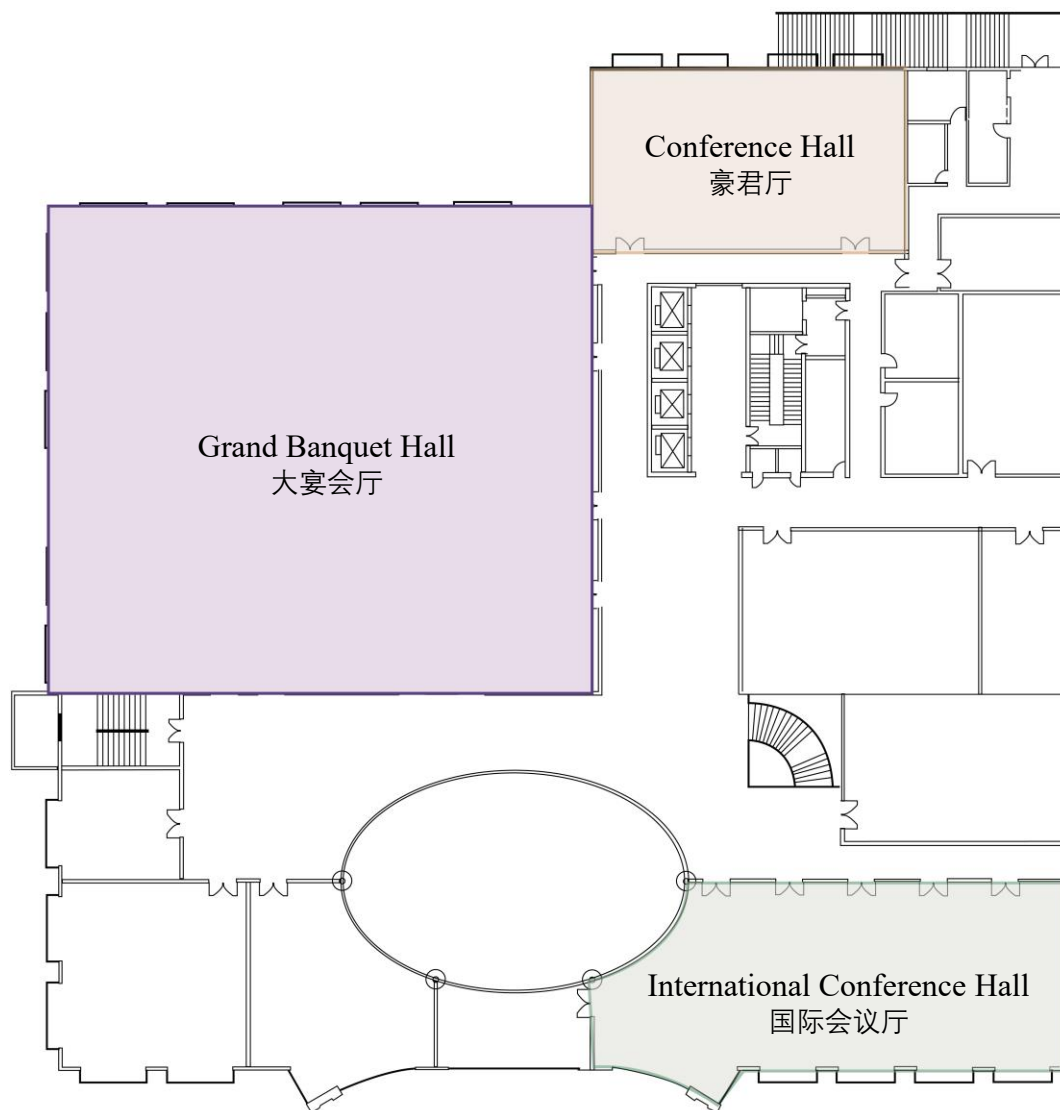 Conference Hall
豪君厅
Grand Banquet Hall
大宴会厅
International Conference Hall
国际会议厅